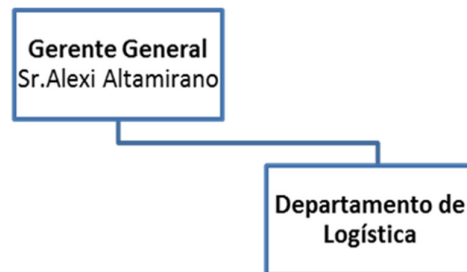 Gerente General
Sr.Alexi Altamirano
Departamento de
Logística